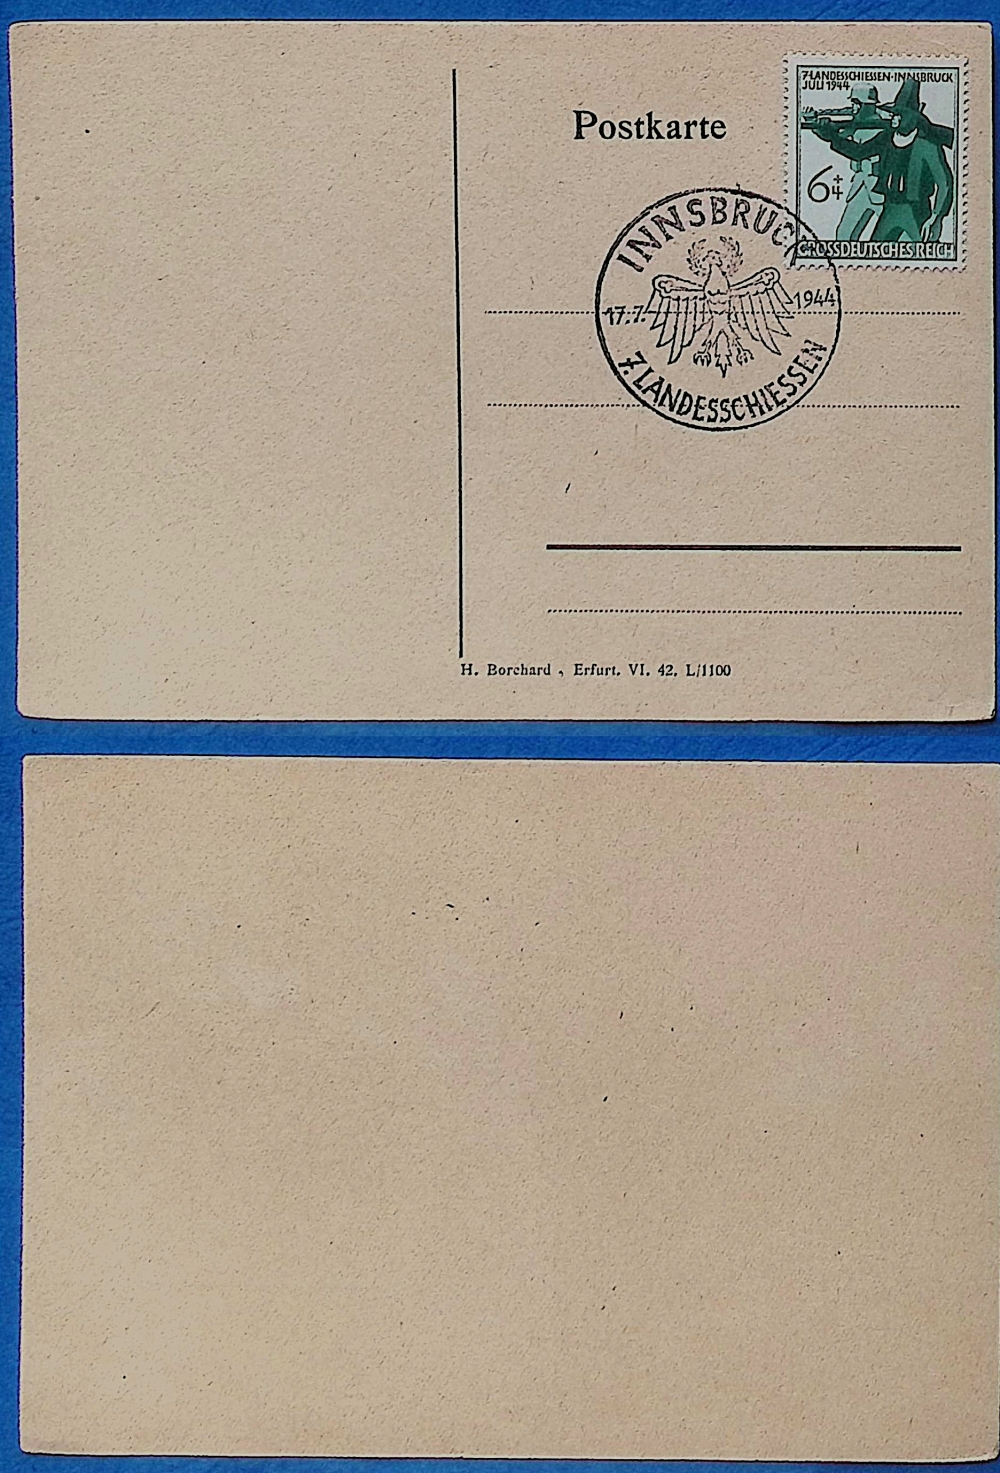 7.LANDESSCHIESSEN·INNSBRUCK
JULI 1944
Postkarte
6+4
GROSSDEUTSCHES REICH
INNSBRUCK
17.7. 1944
7. LANDESSCHIESSEN
H. Borchard, Erfurt. VI. 42. L/1100